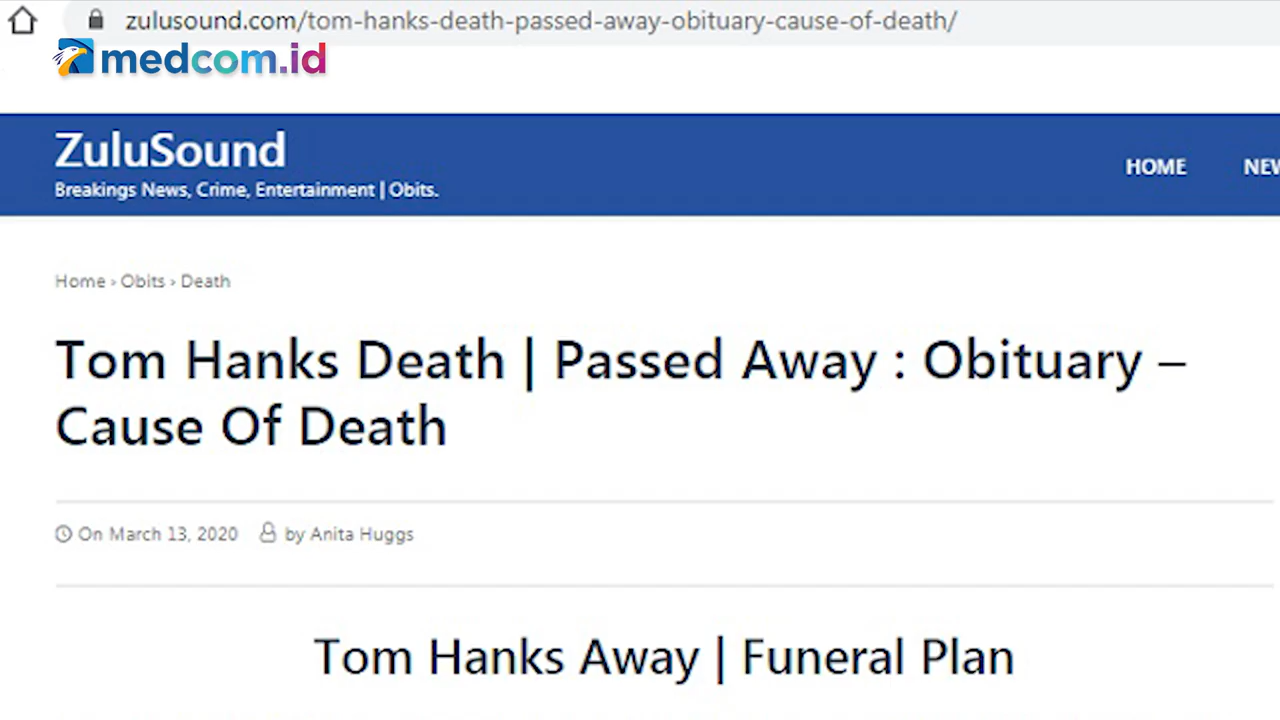 zulusound.com/tom-hanks-death-passed-away-obituary-cause-of-death/
medcom.id
ZuluSound
Breakings News, Crime, Entertainment | Obits.
HOME NEW
Home › Obits › Death
Tom Hanks Death | Passed Away : Obituary –
Cause Of Death
On March 13, 2020 by Anita Huggs
Tom Hanks Away | Funeral Plan